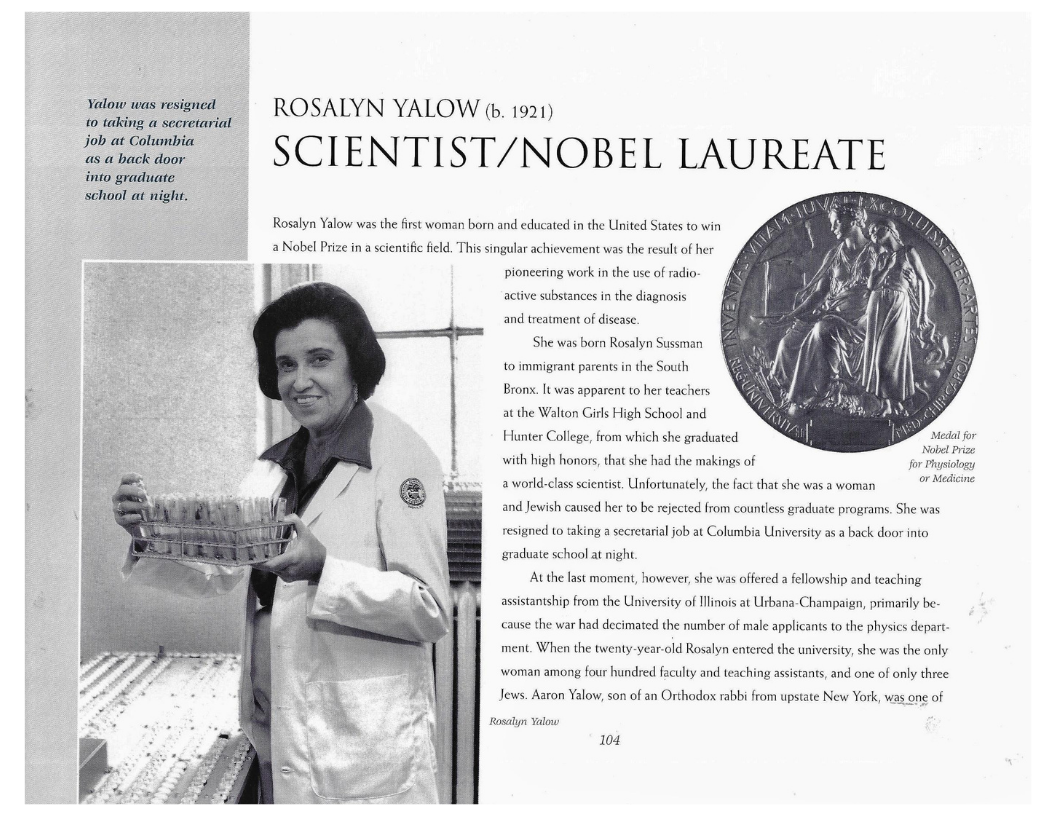 Yalow was resigned
to taking a secretarial
job at Columbia
as a back door
into graduate
school at night.
ROSALYN YALOW (b. 1921)
SCIENTIST/NOBEL LAUREATE
Rosalyn Yalow was the first woman born and educated in the United States to win
a Nobel Prize in a scientific field. This singular achievement was the result of her
pioneering work in the use of radio-
active substances in the diagnosis
and treatment of disease.
She was born Rosalyn Sussman
to immigrant parents in the South
Bronx. It was apparent to her teachers
at the Walton Girls High School and
Hunter College, from which she graduated
with high honors, that she had the makings of
a world-class scientist. Unfortunately, the fact that she was a woman
and Jewish caused her to be rejected from countless graduate programs. She was
resigned to taking a secretarial job at Columbia University as a back door into
graduate school at night.
At the last moment, however, she was offered a fellowship and teaching
assistantship from the University of Illinois at Urbana-Champaign, primarily be-
cause the war had decimated the number of male applicants to the physics depart-
ment. When the twenty-year-old Rosalyn entered the university, she was the only
woman among four hundred faculty and teaching assistants, and one of only three
Jews. Aaron Yalow, son of an Orthodox rabbi from upstate New York, was one of
INVENTAS VITAM IUVAT EXCOLUISSE PER ARTES
REG. UNIVERSITAS MED. CHIR. CAROL.
Medal for
Nobel Prize
for Physiology
or Medicine
Rosalyn Yalow
104